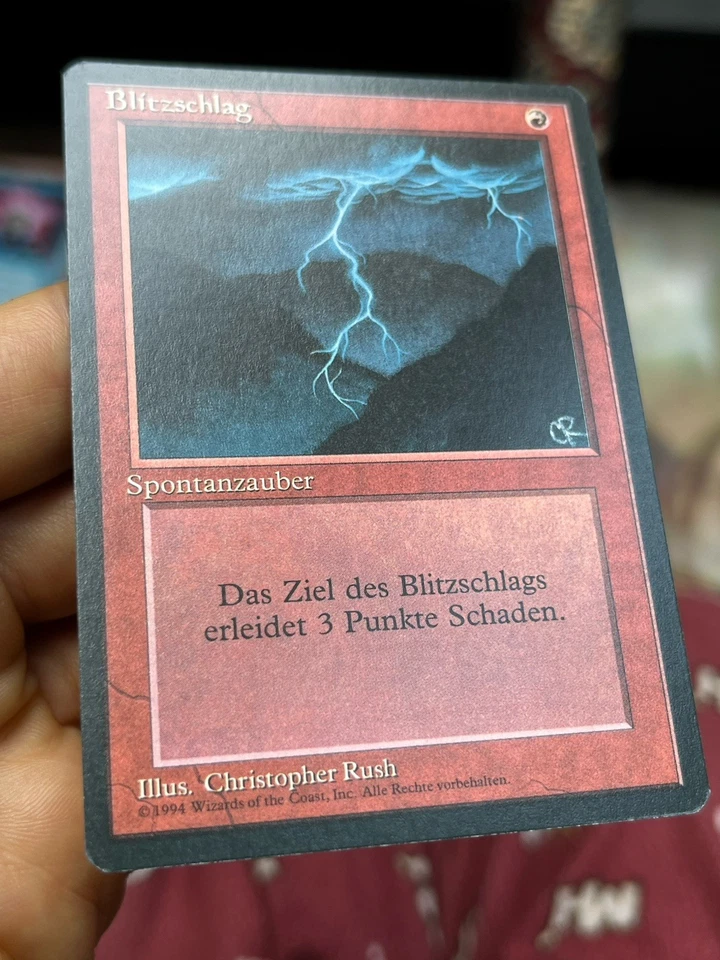 Blitzschlag
CR
Spontanzauber
Das Ziel des Blitzschlags
erleidet 3 Punkte Schaden.
Illus. Christopher Rush
© 1994 Wizards of the Coast, Inc. Alle Rechte vorbehalten.